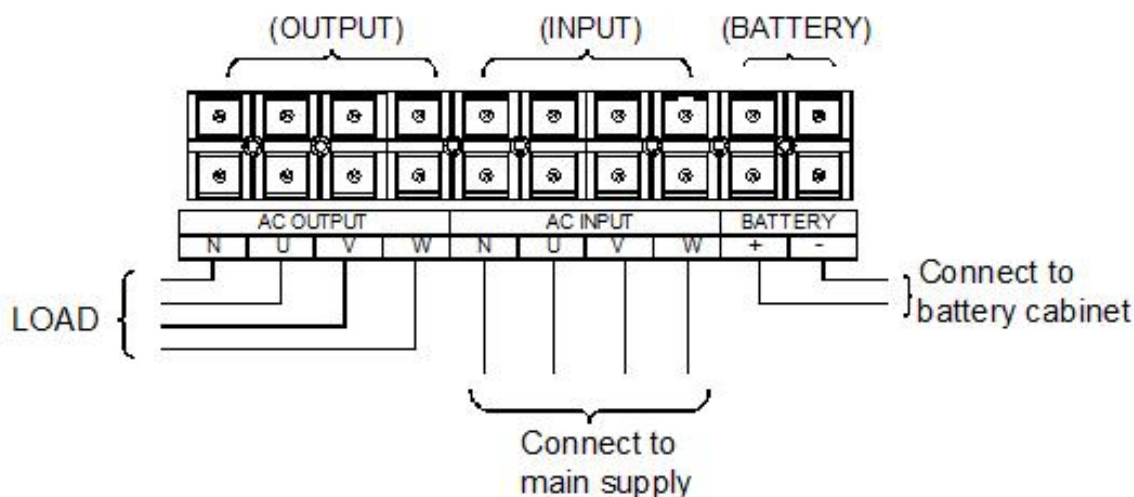 (OUTPUT) (INPUT) (BATTERY)
AC OUTPUT AC INPUT BATTERY
N U V W N U V W + -
LOAD
Connect to
battery cabinet
Connect to
main supply